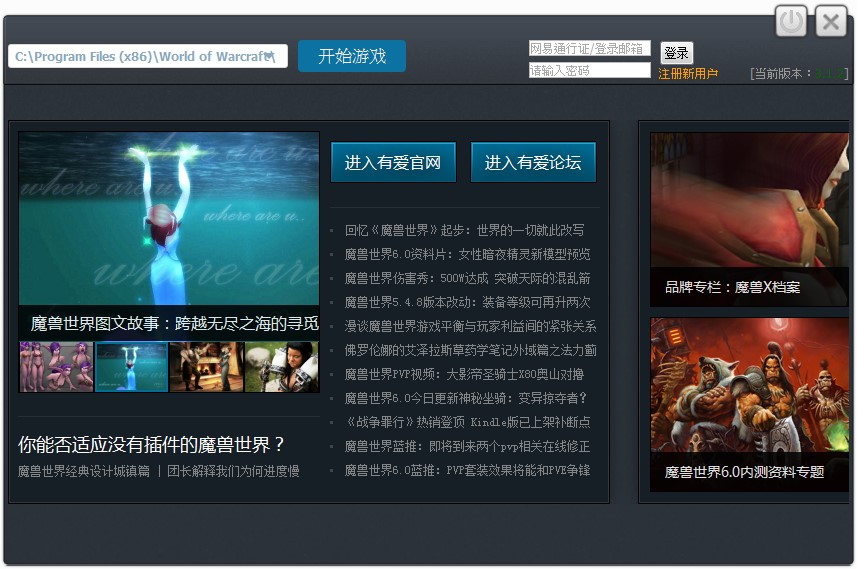 C:\Program Files (x86)\World of Warcraft\
开始游戏
网易通行证/登录邮箱
登录
请输入密码
注册新用户
[当前版本：3.1.2]
where are u..
where are u..
where are u..
where are
魔兽世界图文故事：跨越无尽之海的寻觅
你能否适应没有插件的魔兽世界？
魔兽世界经典设计城镇篇 | 团长解释我们为何进度慢
进入有爱官网
进入有爱论坛
回忆《魔兽世界》起步：世界的一切就此改写
魔兽世界6.0资料片：女性暗夜精灵新模型预览
魔兽世界伤害秀：500W达成 突破天际的混乱箭
魔兽世界5.4.8版本改动：装备等级可再升两次
漫谈魔兽世界游戏平衡与玩家利益间的紧张关系
佛罗伦娜的艾泽拉斯草药学笔记外域篇之法力蓟
魔兽世界PVP视频：大影帝圣骑士X80奥山对撸
魔兽世界6.0今日更新神秘坐骑：变异掠夺者？
《战争罪行》热销登顶 Kindle版已上架补断点
魔兽世界蓝推：即将到来两个pvp相关在线修正
魔兽世界6.0蓝推：PVP套装效果将能和PVE争锋
品牌专栏：魔兽X档案
魔兽世界6.0内测资料专题